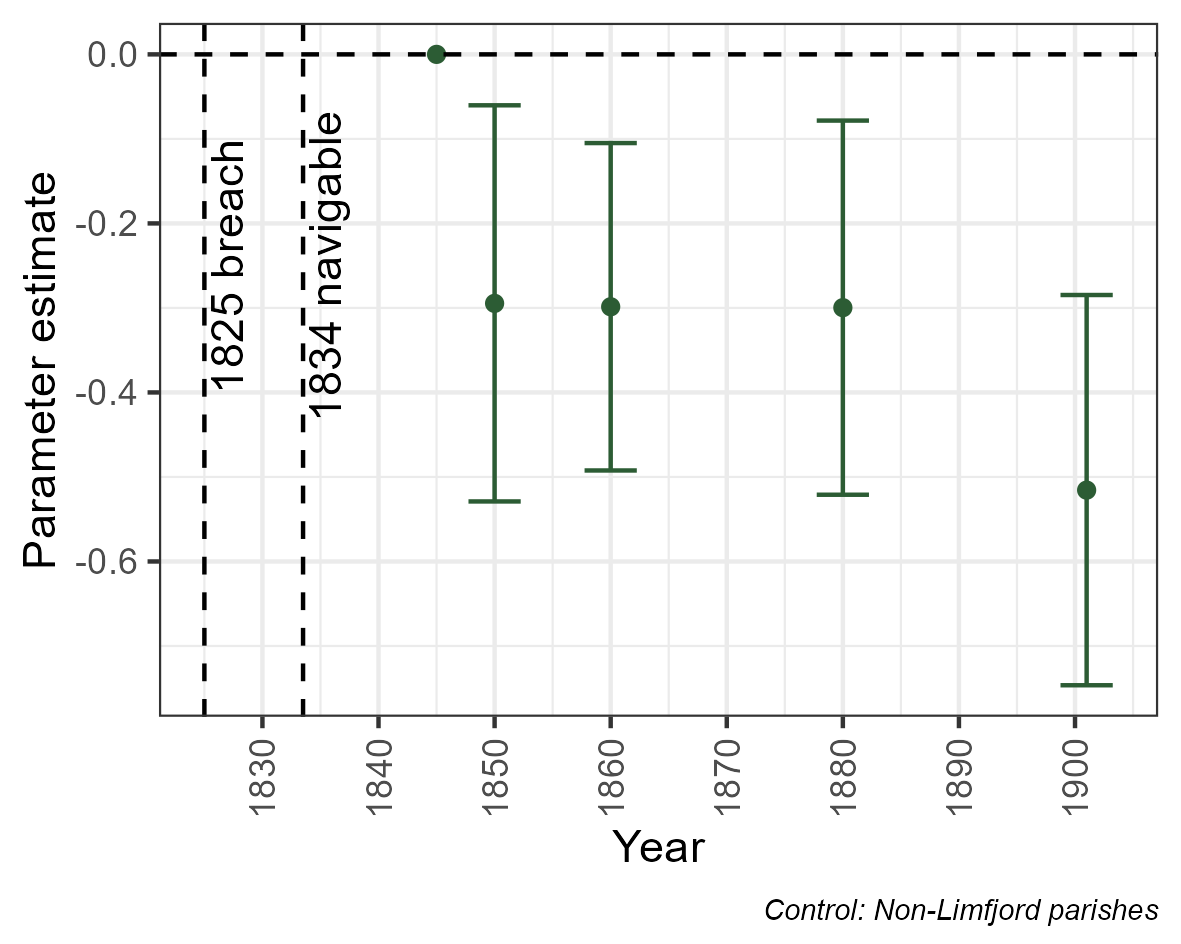 0.0
-0.2
-0.4
-0.6
Parameter estimate
1825 breach
1834 navigable
1830
1840
1850
1860
1870
1880
1890
1900
Year
Control: Non-Limfjord parishes